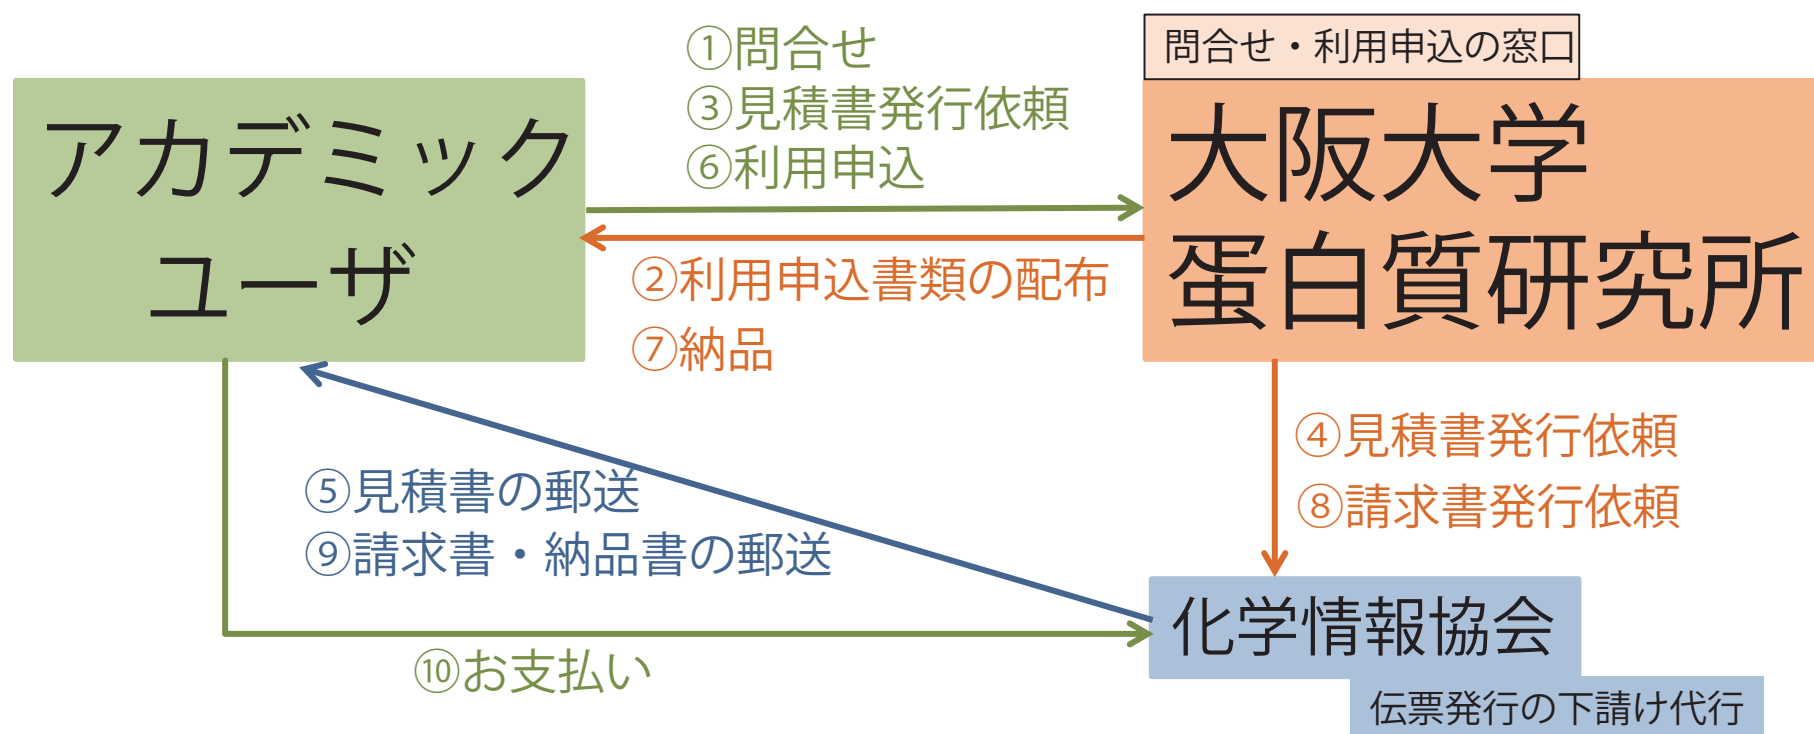 ①問合せ
③見積書発行依頼
⑥利用申込
問合せ・利用申込の窓口
アカデミック
ユーザ
大阪大学
蛋白質研究所
②利用申込書類の配布
⑦納品
④見積書発行依頼
⑧請求書発行依頼
⑤見積書の郵送
⑨請求書・納品書の郵送
化学情報協会
⑩お支払い
伝票発行の下請け代行